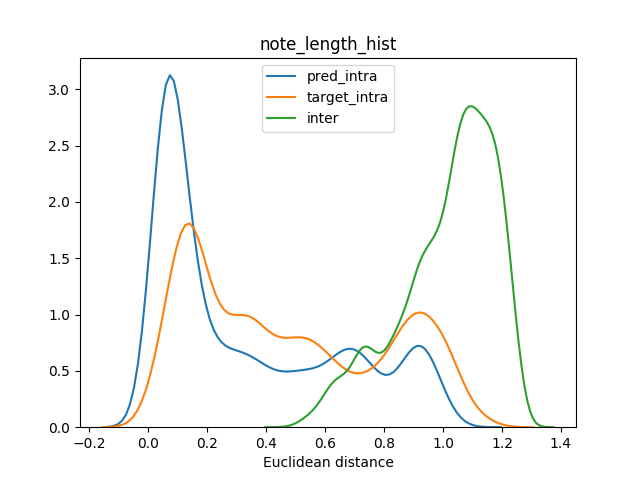 note_length_hist
pred_intra
target_intra
inter
3.0
2.5
2.0
1.5
1.0
0.5
0.0
−0.2 0.0 0.2 0.4 0.6 0.8 1.0 1.2 1.4
Euclidean distance